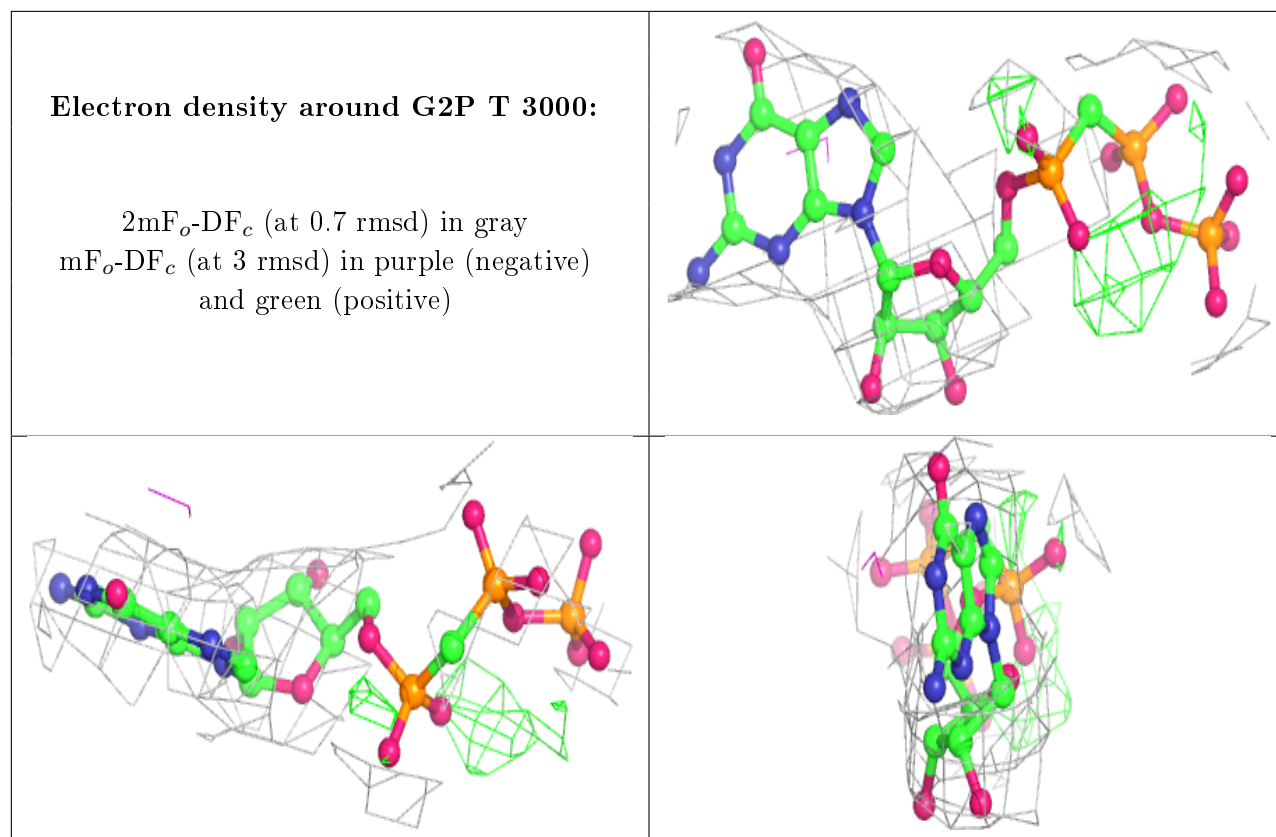 Electron density around G2P T 3000:
2mFo-DFc (at 0.7 rmsd) in gray
mFo-DFc (at 3 rmsd) in purple (negative)
and green (positive)